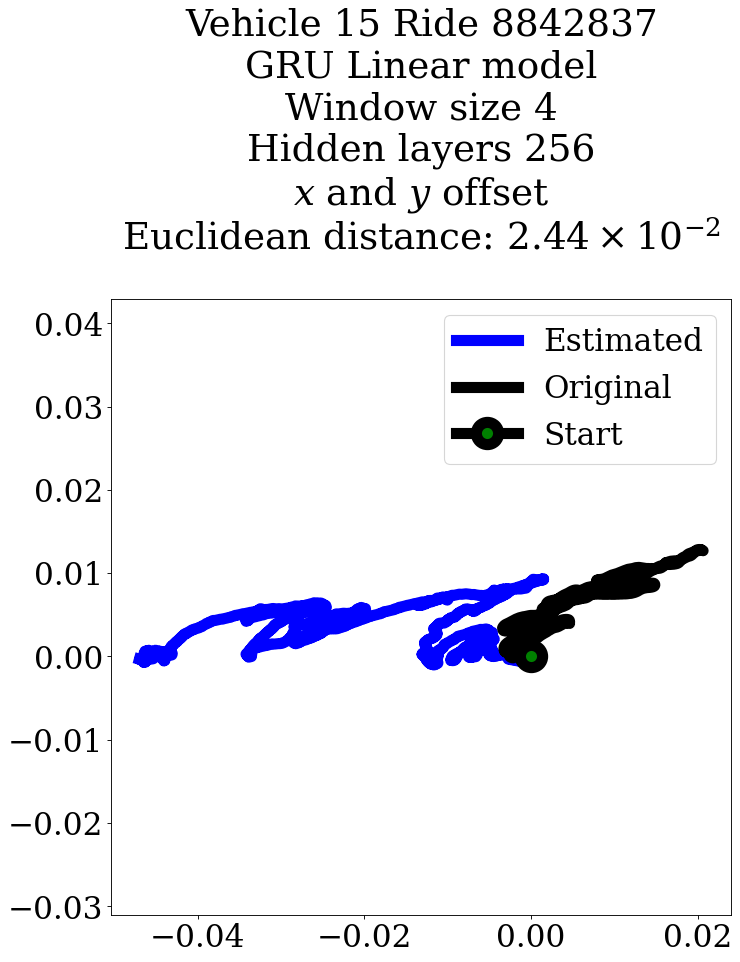 Vehicle 15 Ride 8842837
GRU Linear model
Window size 4
Hidden layers 256
x and y offset
Euclidean distance: 2.44 × 10⁻²
Estimated
Original
Start
0.04
0.03
0.02
0.01
0.00
−0.01
−0.02
−0.03
−0.04 −0.02 0.00 0.02